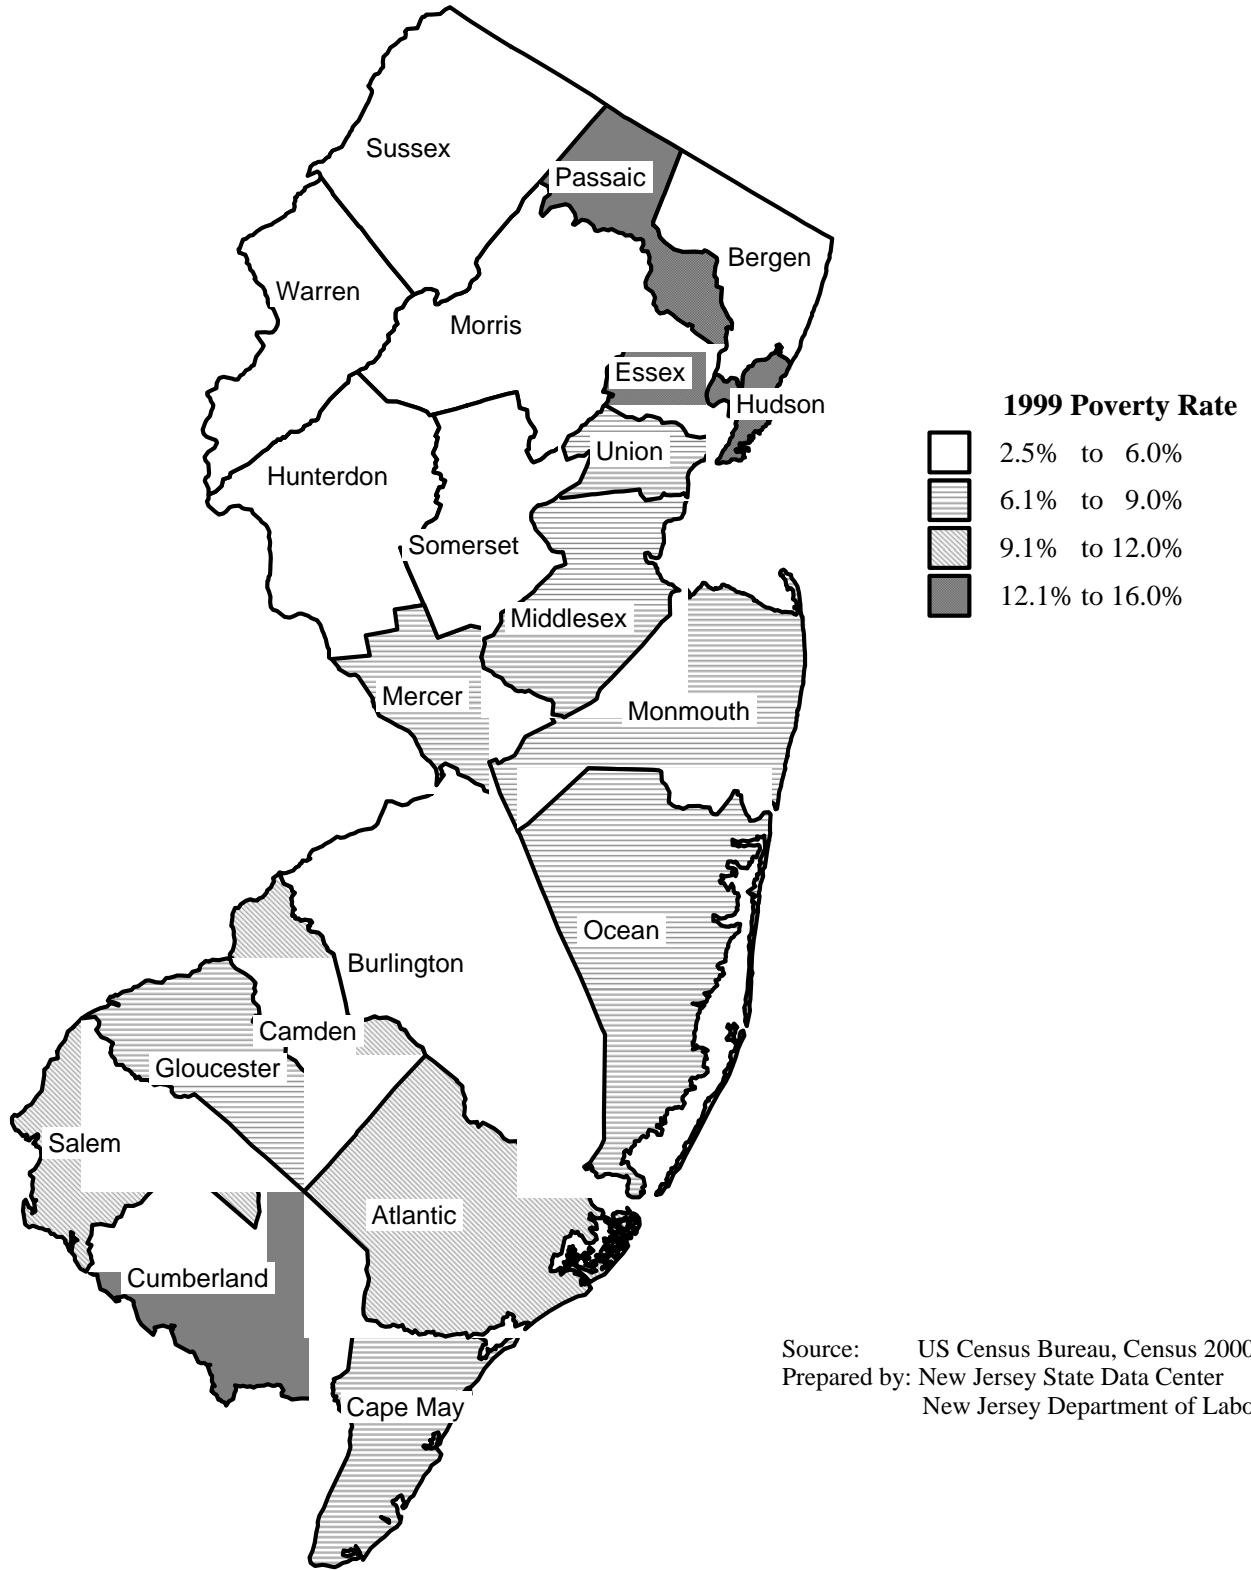 Sussex
Passaic
Bergen
Warren
Morris
Essex
Hudson
Union
Hunterdon
Somerset
Middlesex
Mercer
Monmouth
Ocean
Burlington
Camden
Gloucester
Salem
Atlantic
Cumberland
Cape May
1999 Poverty Rate
2.5% to 6.0%
6.1% to 9.0%
9.1% to 12.0%
12.1% to 16.0%
Source: US Census Bureau, Census 2000
Prepared by: New Jersey State Data Center
New Jersey Department of Labo